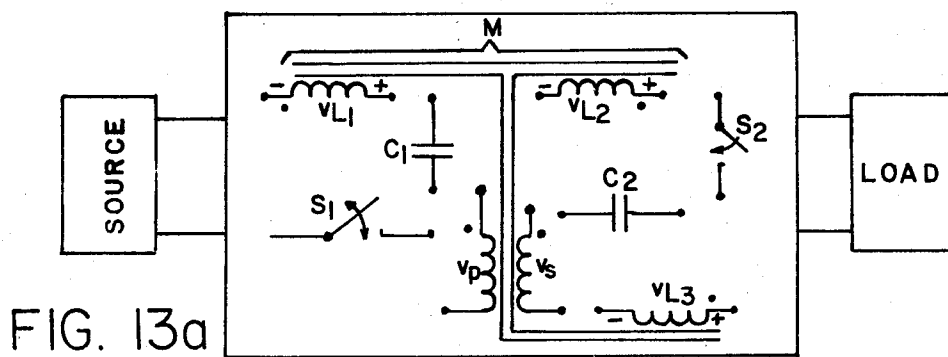 M
- + vL1
- + vL2
SOURCE
C1
S2
LOAD
S1
C2
vp
vs
vL3
- +
FIG. 13a